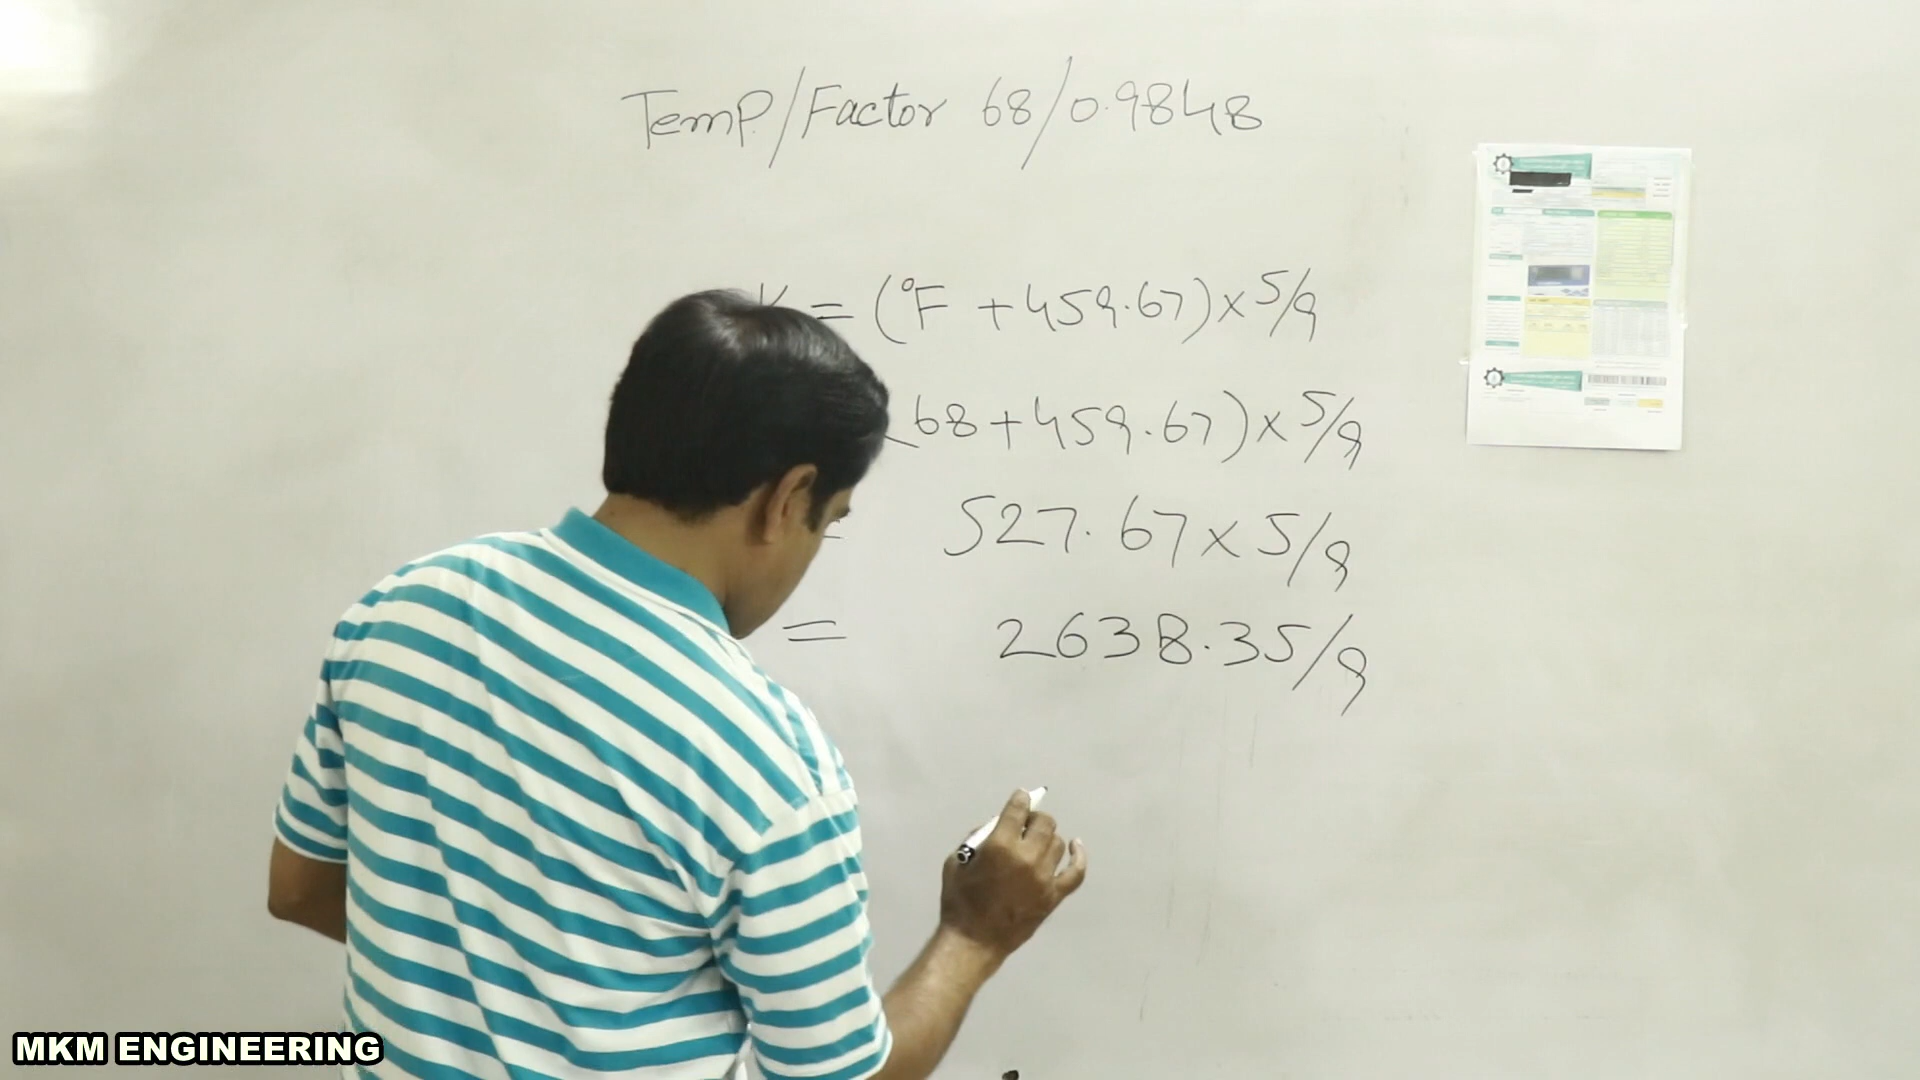 Temp./Factor 68/0.9848
K = (°F + 459.67) × 5/9
(68 + 459.67) × 5/9
= 527.67 × 5/9
= 2638.35/9
MKM ENGINEERING